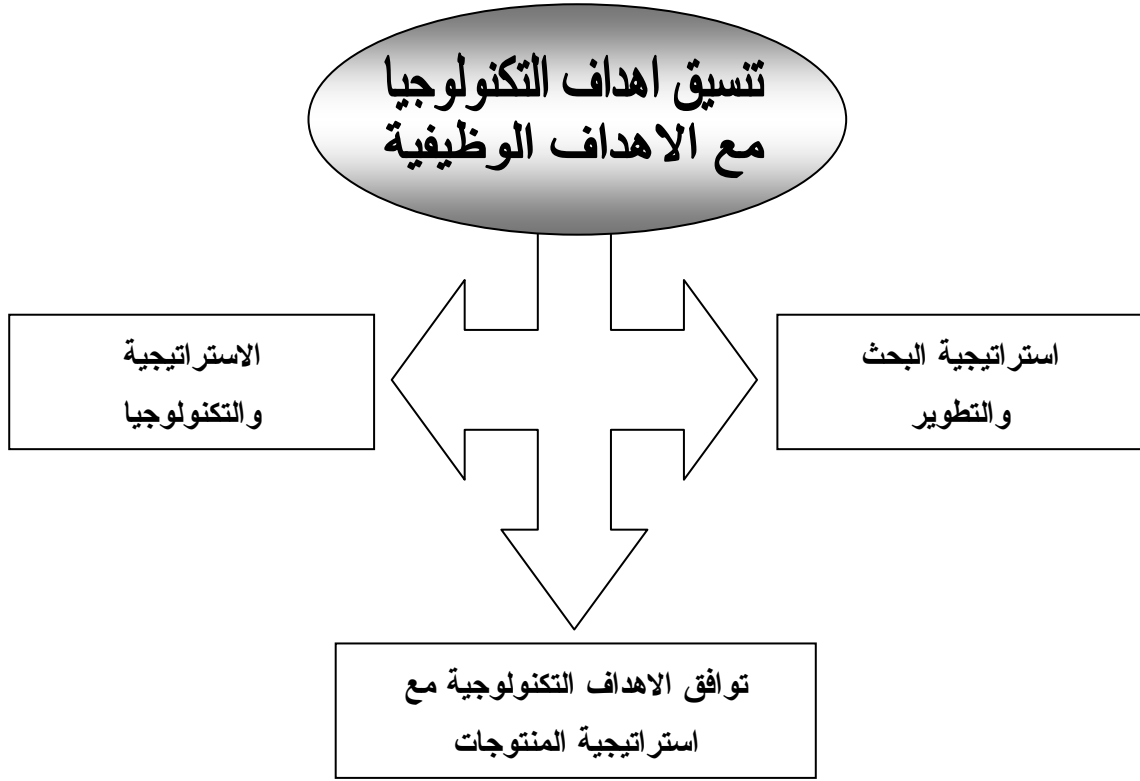 تنسيق اهداف التكنولوجيا
مع الاهداف الوظيفية
استراتيجية البحث
والتطوير
الاستراتيجية
والتكنولوجيا
توافق الاهداف التكنولوجية مع
استراتيجية المنتوجات